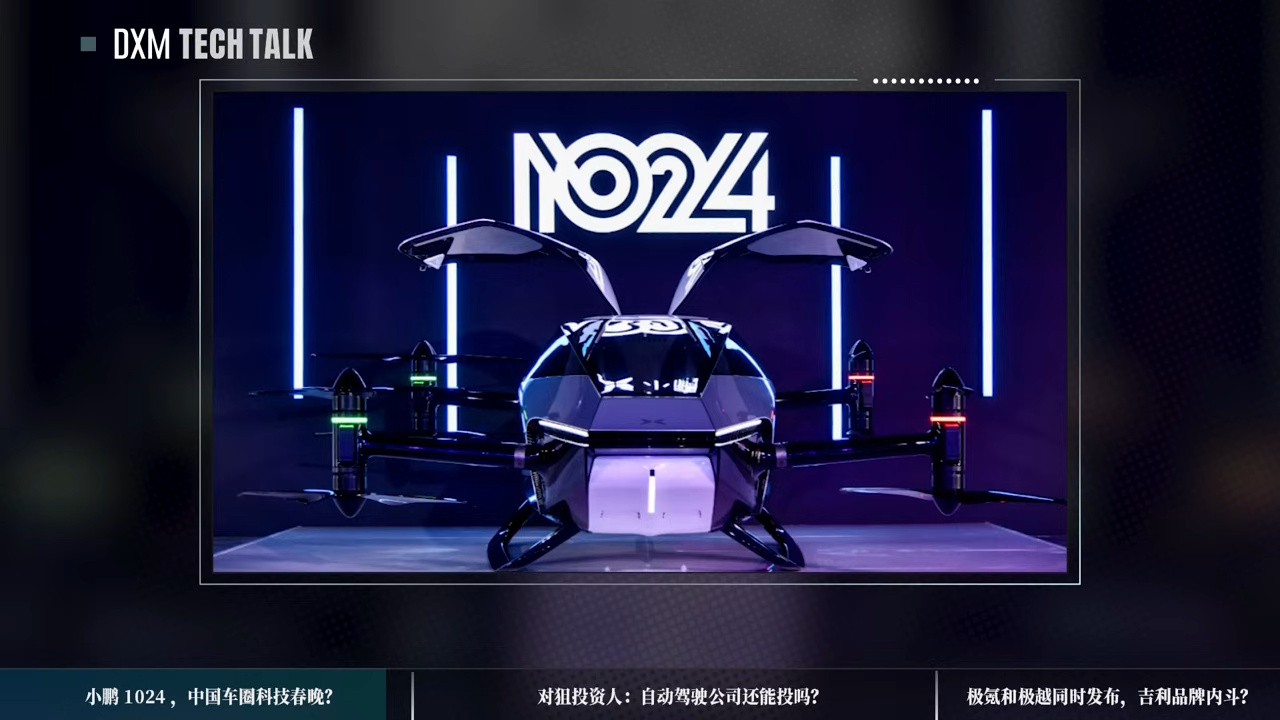 DXM TECH TALK
1024
小鹏 1024，中国车圈科技春晚？
对狙投资人：自动驾驶公司还能投吗？
极氪和极越同时发布，吉利品牌内斗？